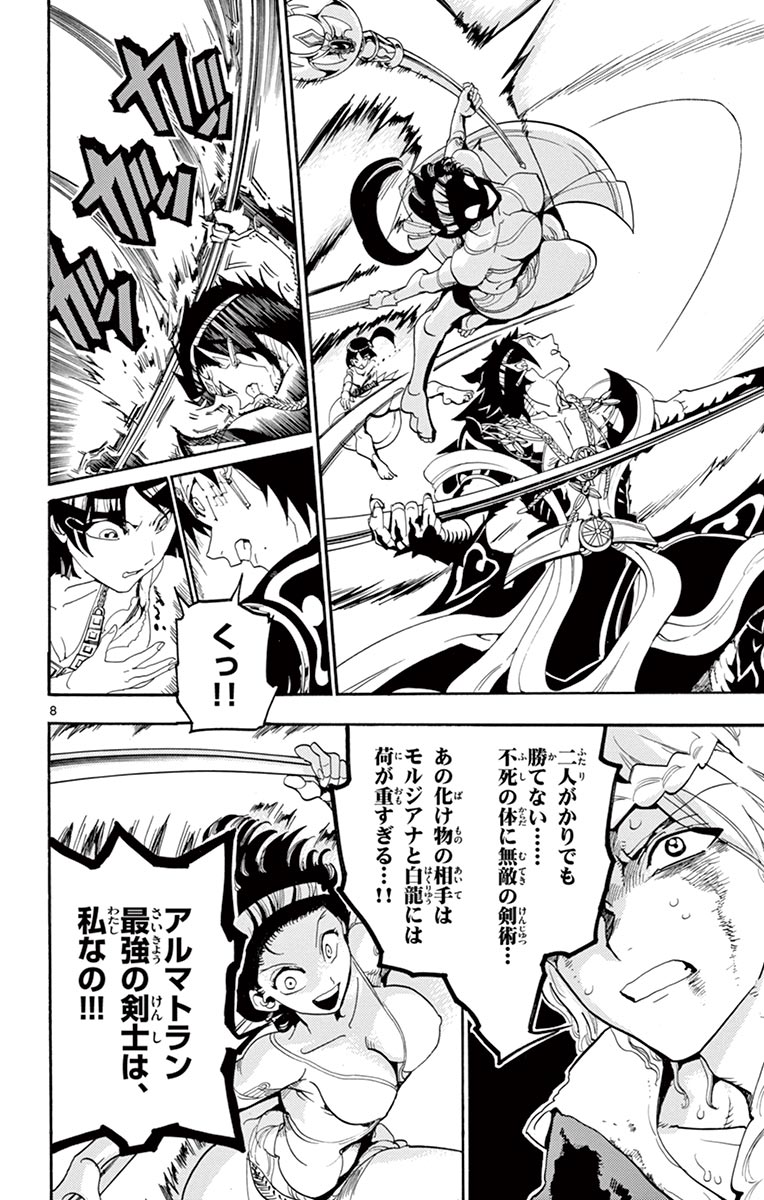 ガッ
ガッ
ガッ
くっ!!
二人がかりでも
勝てない……
不死の体に無敵の剣術…
あの化け物の相手は
モルジアナと白龍には
荷が重すぎる…!!
アルマトラン
最強の剣士は、
私なの!!!
8